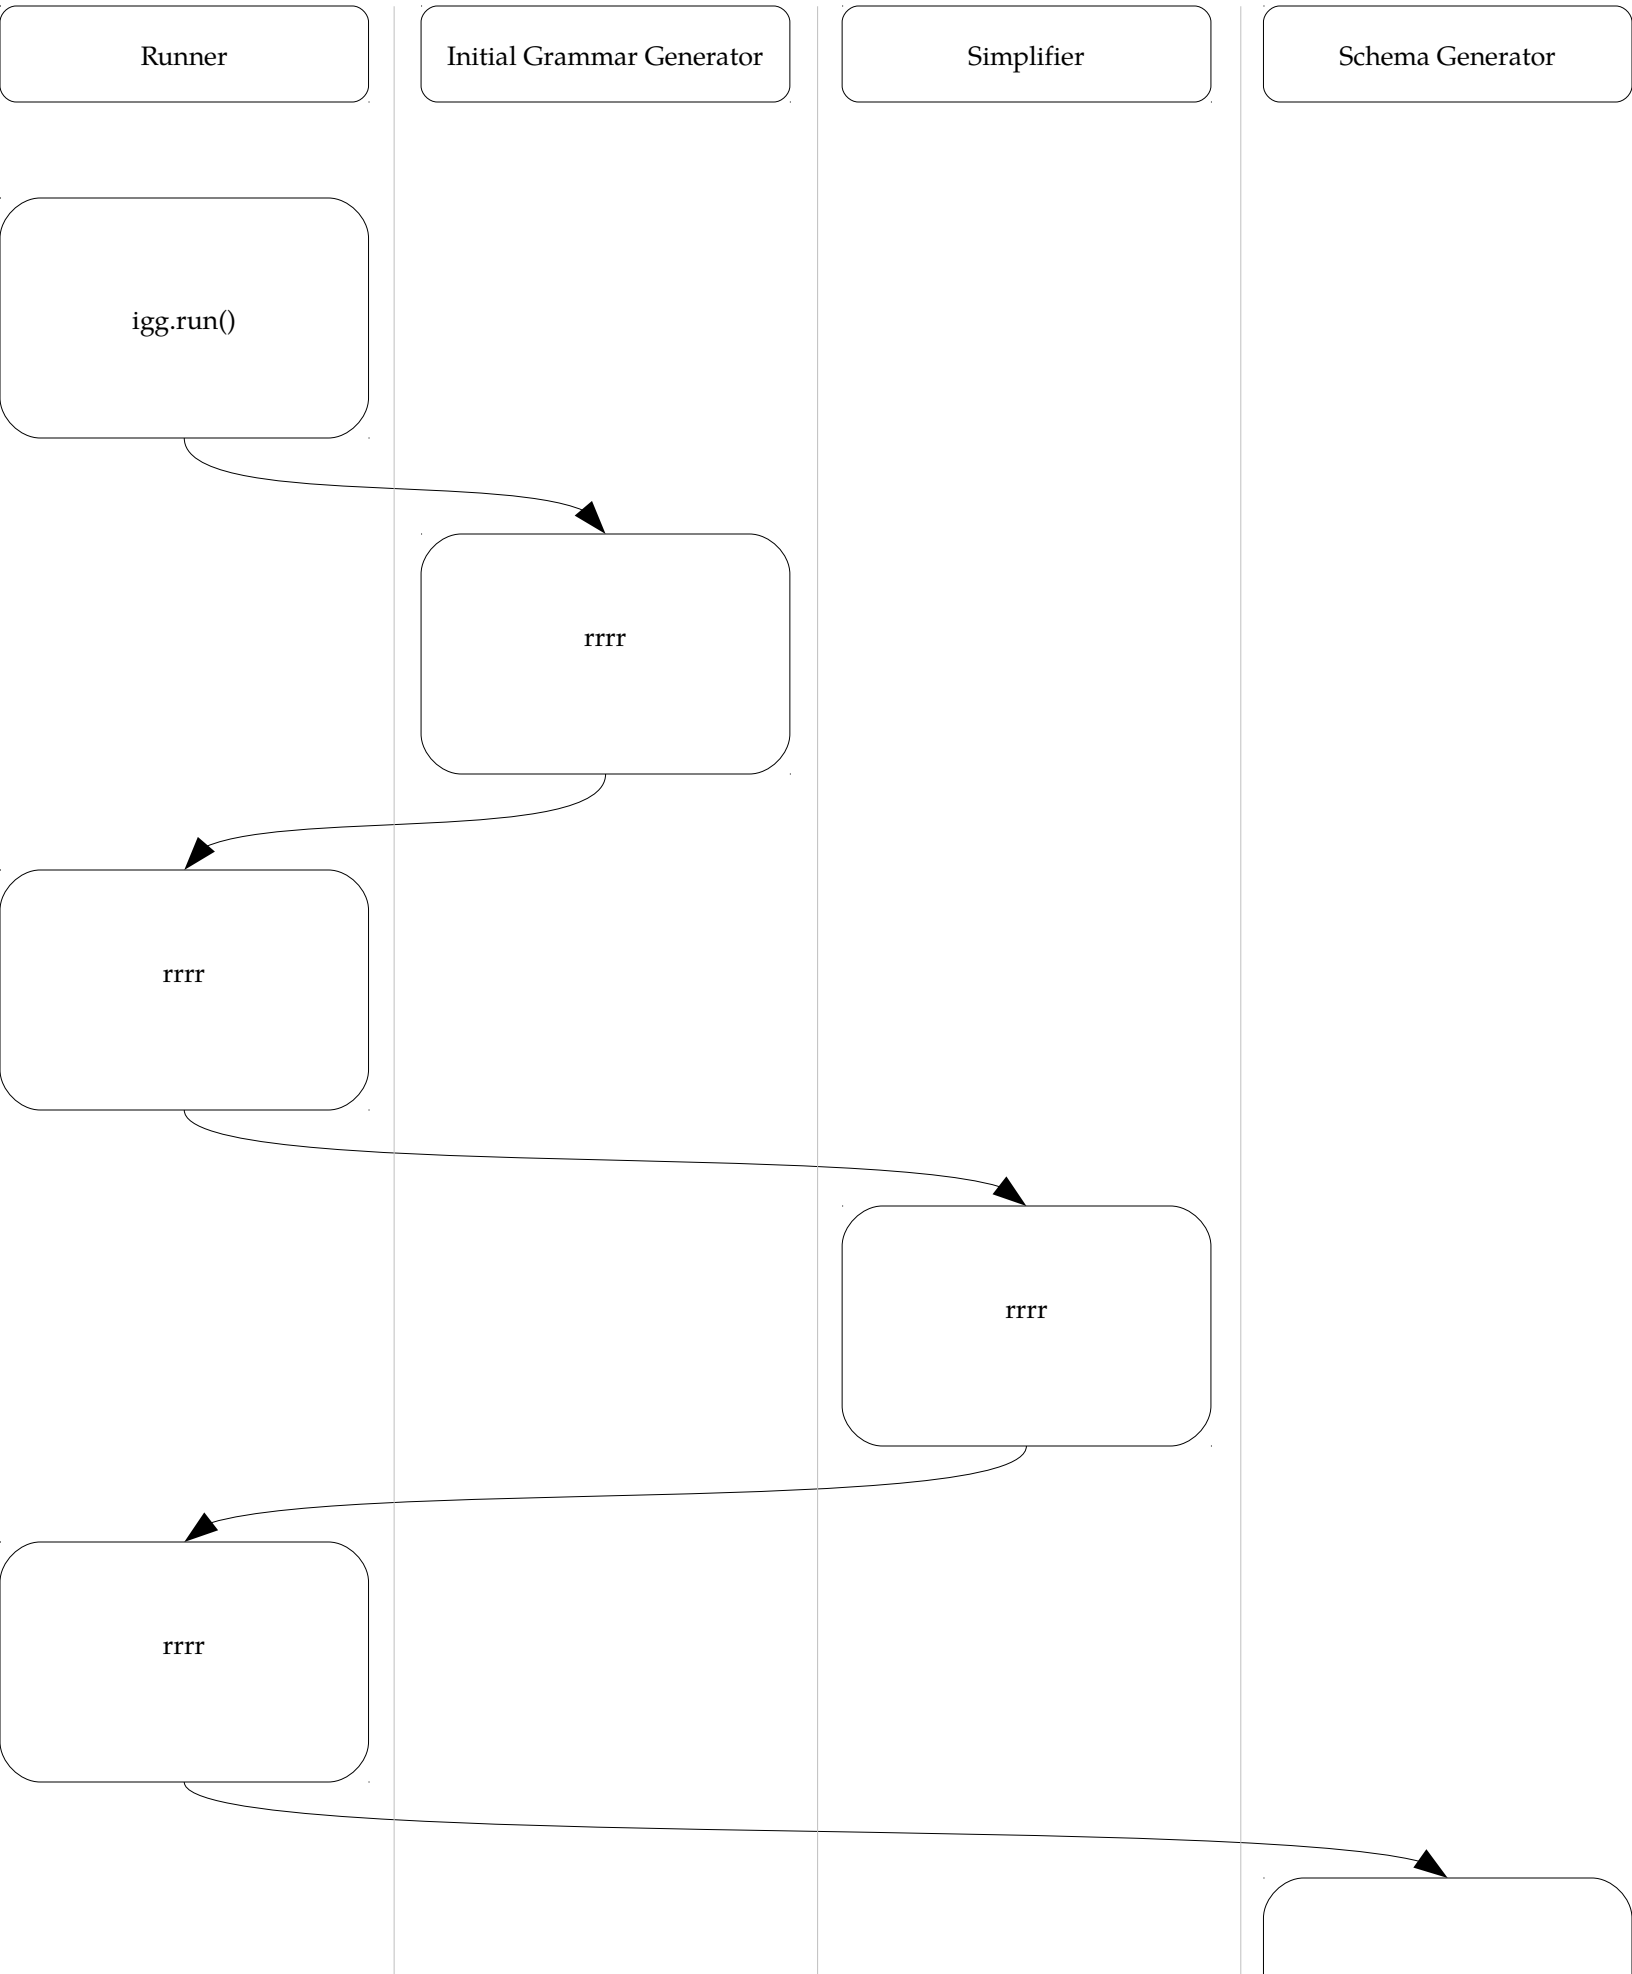 Runner
Initial Grammar Generator
Simplifier
Schema Generator
igg.run()
rrrr
rrrr
rrrr
rrrr